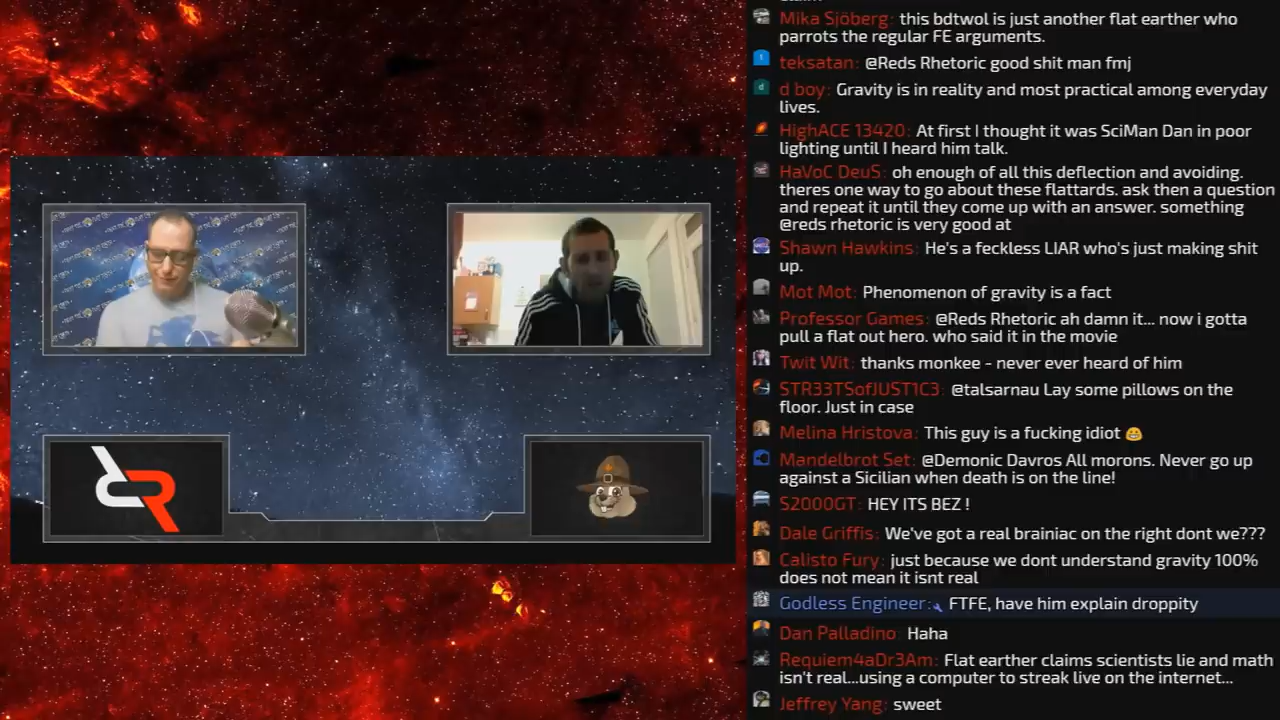 Mika Sjöberg: this bdtwol is just another flat earther who
parrots the regular FE arguments.
teksatan: @Reds Rhetoric good shit man fmj
d boy: Gravity is in reality and most practical among everyday
lives.
HighACE 13420: At first I thought it was SciMan Dan in poor
lighting until I heard him talk.
HaVoC DeuS: oh enough of all this deflection and avoiding.
theres one way to go about these flattards. ask then a question
and repeat it until they come up with an answer. something
@reds rhetoric is very good at
Shawn Hawkins: He's a feckless LIAR who's just making shit
up.
Mot Mot: Phenomenon of gravity is a fact
Professor Games: @Reds Rhetoric ah damn it... now i gotta
pull a flat out hero. who said it in the movie
Twit Wit: thanks monkee - never ever heard of him
STR33TSofJUST1C3: @talsarnau Lay some pillows on the
floor. Just in case
Melina Hristova: This guy is a fucking idiot 😂
Mandelbrot Set: @Demonic Davros All morons. Never go up
against a Sicilian when death is on the line!
S2000GT: HEY ITS BEZ !
Dale Griffis: We've got a real brainiac on the right dont we???
Calisto Fury: just because we dont understand gravity 100%
does not mean it isnt real
Godless Engineer: FTFE, have him explain droppity
Dan Palladino: Haha
Requiem4aDr3Am: Flat earther claims scientists lie and math
isn't real...using a computer to streak live on the internet...
Jeffrey Yang: sweet